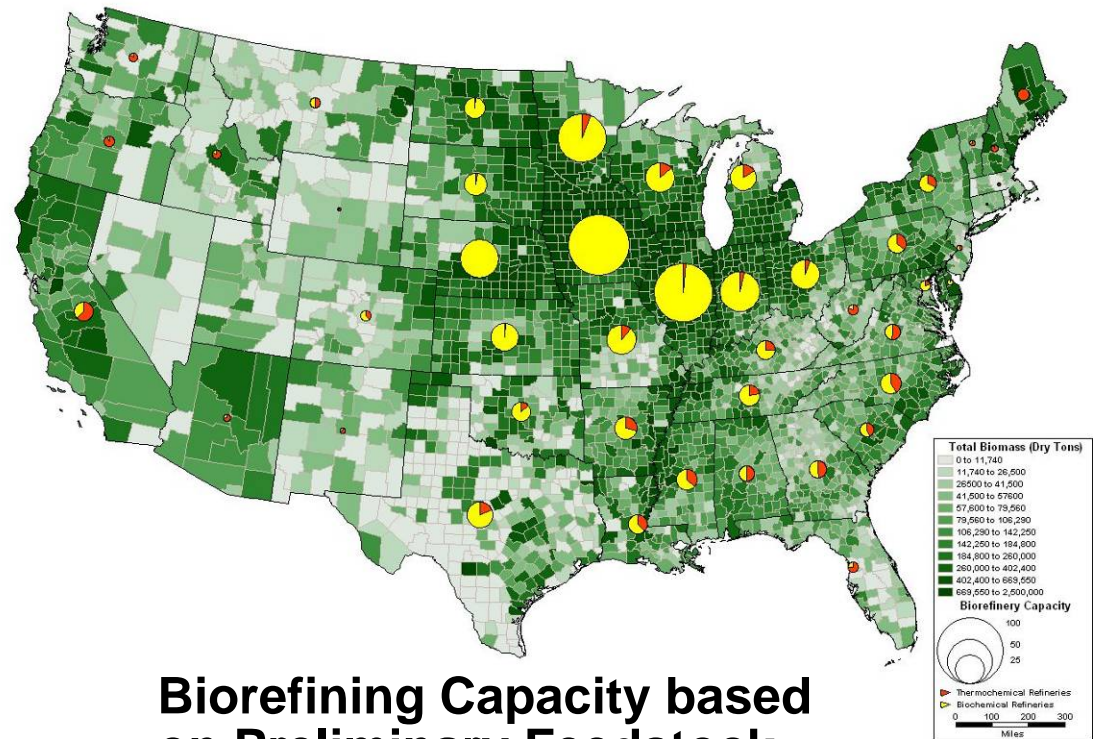 Total Biomass (Dry Tons)
0 to 11,740
11,740 to 26,500
26500 to 41,500
41,500 to 57600
57,600 to 79,560
79,560 to 106,290
106,290 to 142,250
142,250 to 184,800
184,800 to 260,000
260,000 to 402,400
402,400 to 669,550
669,550 to 2,500,000
Biorefinery Capacity
100
50
25
Thermochemical Refineries
Biochemical Refineries
0 100 200 300
Miles
Biorefining Capacity based
on Preliminary Feedstock